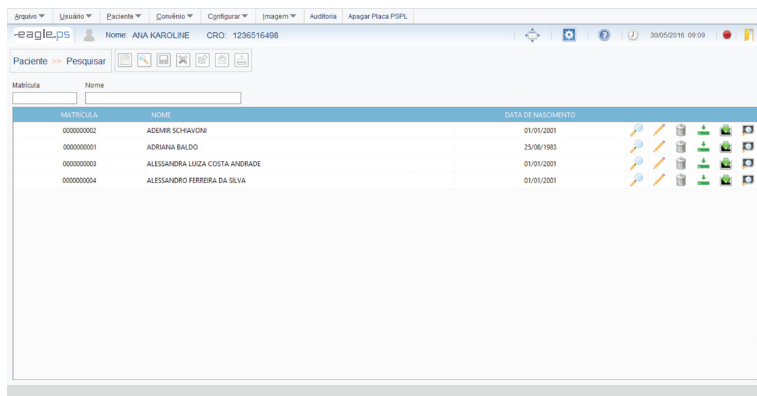 Arquivo Usuário Paciente Convênio Configurar Imagem Auditoria Apagar Placa PSPL
eagle.ps Nome: ANA KAROLINE CRO: 1236516498 30/05/2016 09:09
Paciente >> Pesquisar
Matrícula Nome
MATRÍCULA NOME DATA DE NASCIMENTO
0000000002 ADEMIR SCHIAVONI 01/01/2001
0000000001 ADRIANA BALDO 25/08/1983
0000000003 ALESSANDRA LUIZA COSTA ANDRADE 01/01/2001
0000000004 ALESSANDRO FERREIRA DA SILVA 01/01/2001